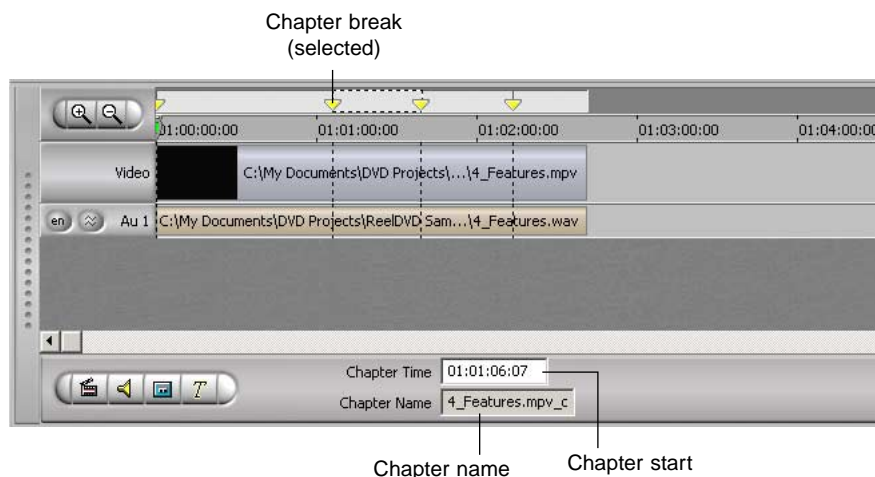 Chapter break
(selected)
01:00:00:00 01:01:00:00 01:02:00:00 01:03:00:00 01:04:00:00
Video C:\My Documents\DVD Projects\...\4_Features.mpv
en Au 1 C:\My Documents\DVD Projects\ReelDVD Sam...\4_Features.wav
T
Chapter Time 01:01:06:07
Chapter Name 4_Features.mpv_c
Chapter name Chapter start